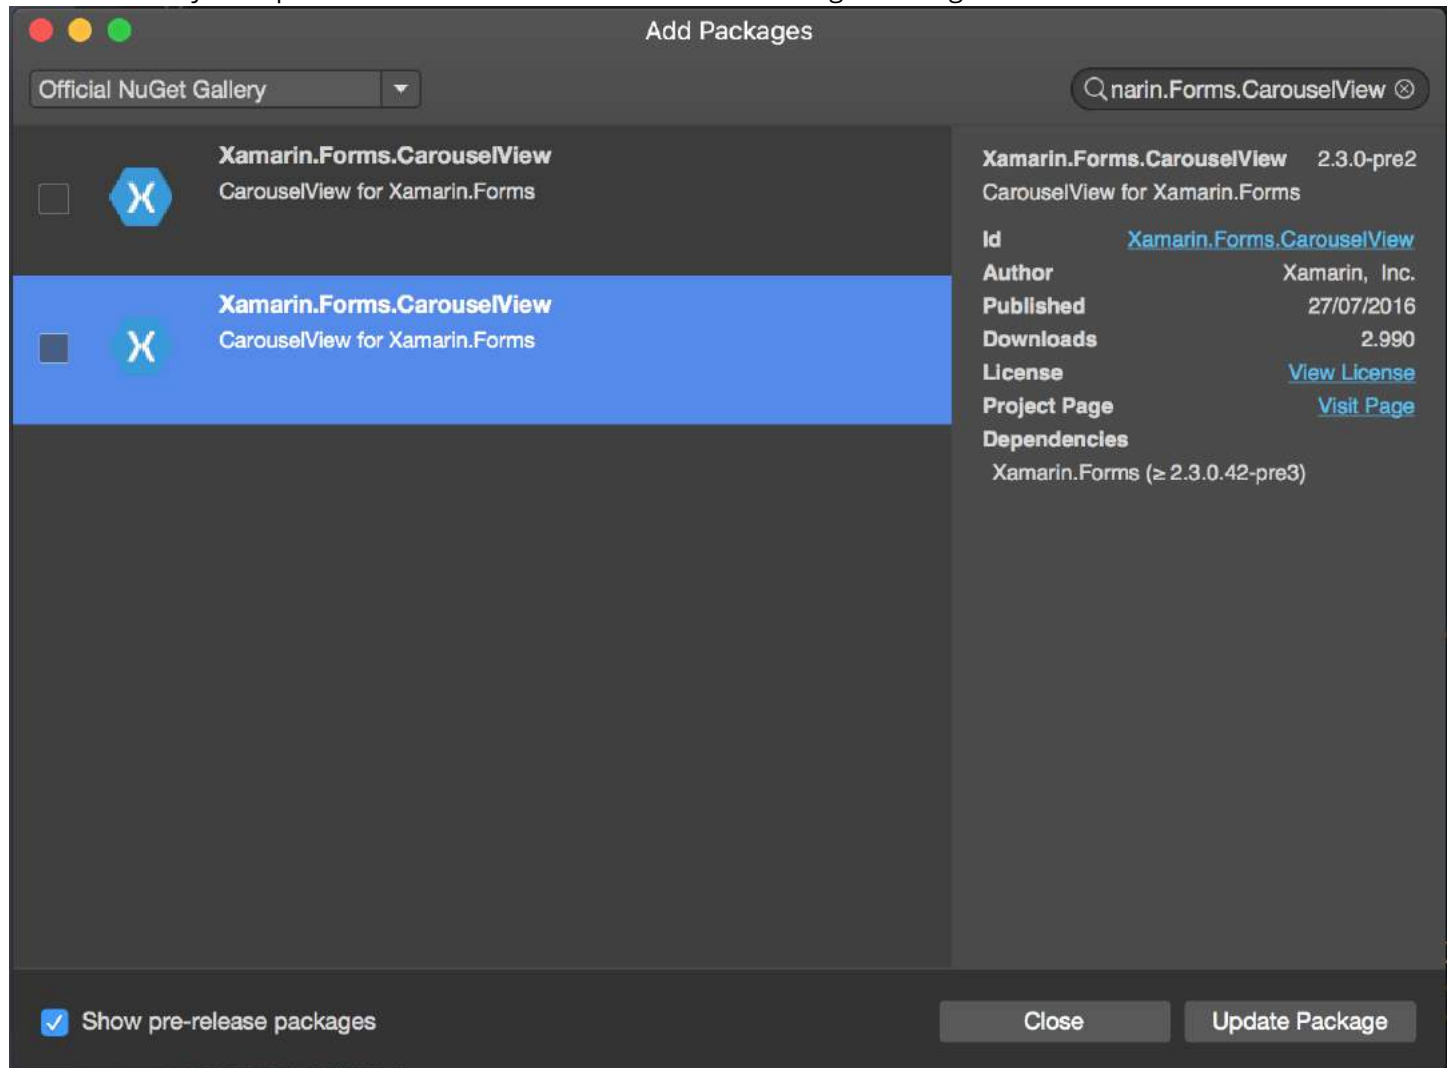 Add Packages
Official NuGet Gallery
narin.Forms.CarouselView
Xamarin.Forms.CarouselView
CarouselView for Xamarin.Forms
Xamarin.Forms.CarouselView
CarouselView for Xamarin.Forms
Xamarin.Forms.CarouselView 2.3.0-pre2
CarouselView for Xamarin.Forms
Id Xamarin.Forms.CarouselView
Author Xamarin, Inc.
Published 27/07/2016
Downloads 2.990
License View License
Project Page Visit Page
Dependencies
Xamarin.Forms (≥ 2.3.0.42-pre3)
Show pre-release packages
Close
Update Package